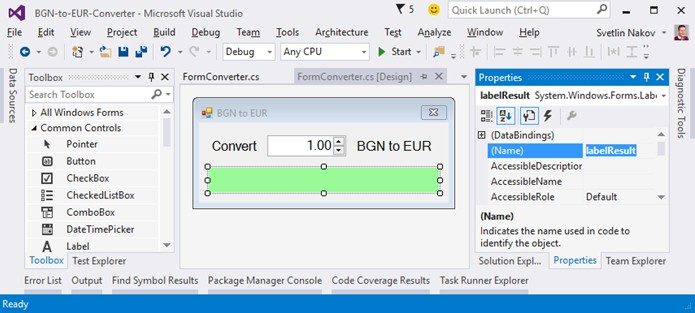 BGN-to-EUR-Converter - Microsoft Visual Studio
5
Quick Launch (Ctrl+Q)
File Edit View Project Build Debug Team Tools Architecture Test Analyze Window Help
Svetlin Nakov
Debug Any CPU Start
Data Sources
Toolbox
Search Toolbox
All Windows Forms
Common Controls
Pointer
Button
CheckBox
CheckedListBox
ComboBox
DateTimePicker
Label
Toolbox Test Explorer
FormConverter.cs FormConverter.cs [Design]
BGN to EUR
Convert 1.00 BGN to EUR
Properties
labelResult System.Windows.Forms.Labe
(DataBindings)
(Name) labelResult
AccessibleDescription
AccessibleName
AccessibleRole Default
(Name)
Indicates the name used in code to
identify the object.
Solution Expl... Properties Team Explorer
Diagnostic Tools
Error List Output Find Symbol Results Package Manager Console Code Coverage Results Task Runner Explorer
Ready